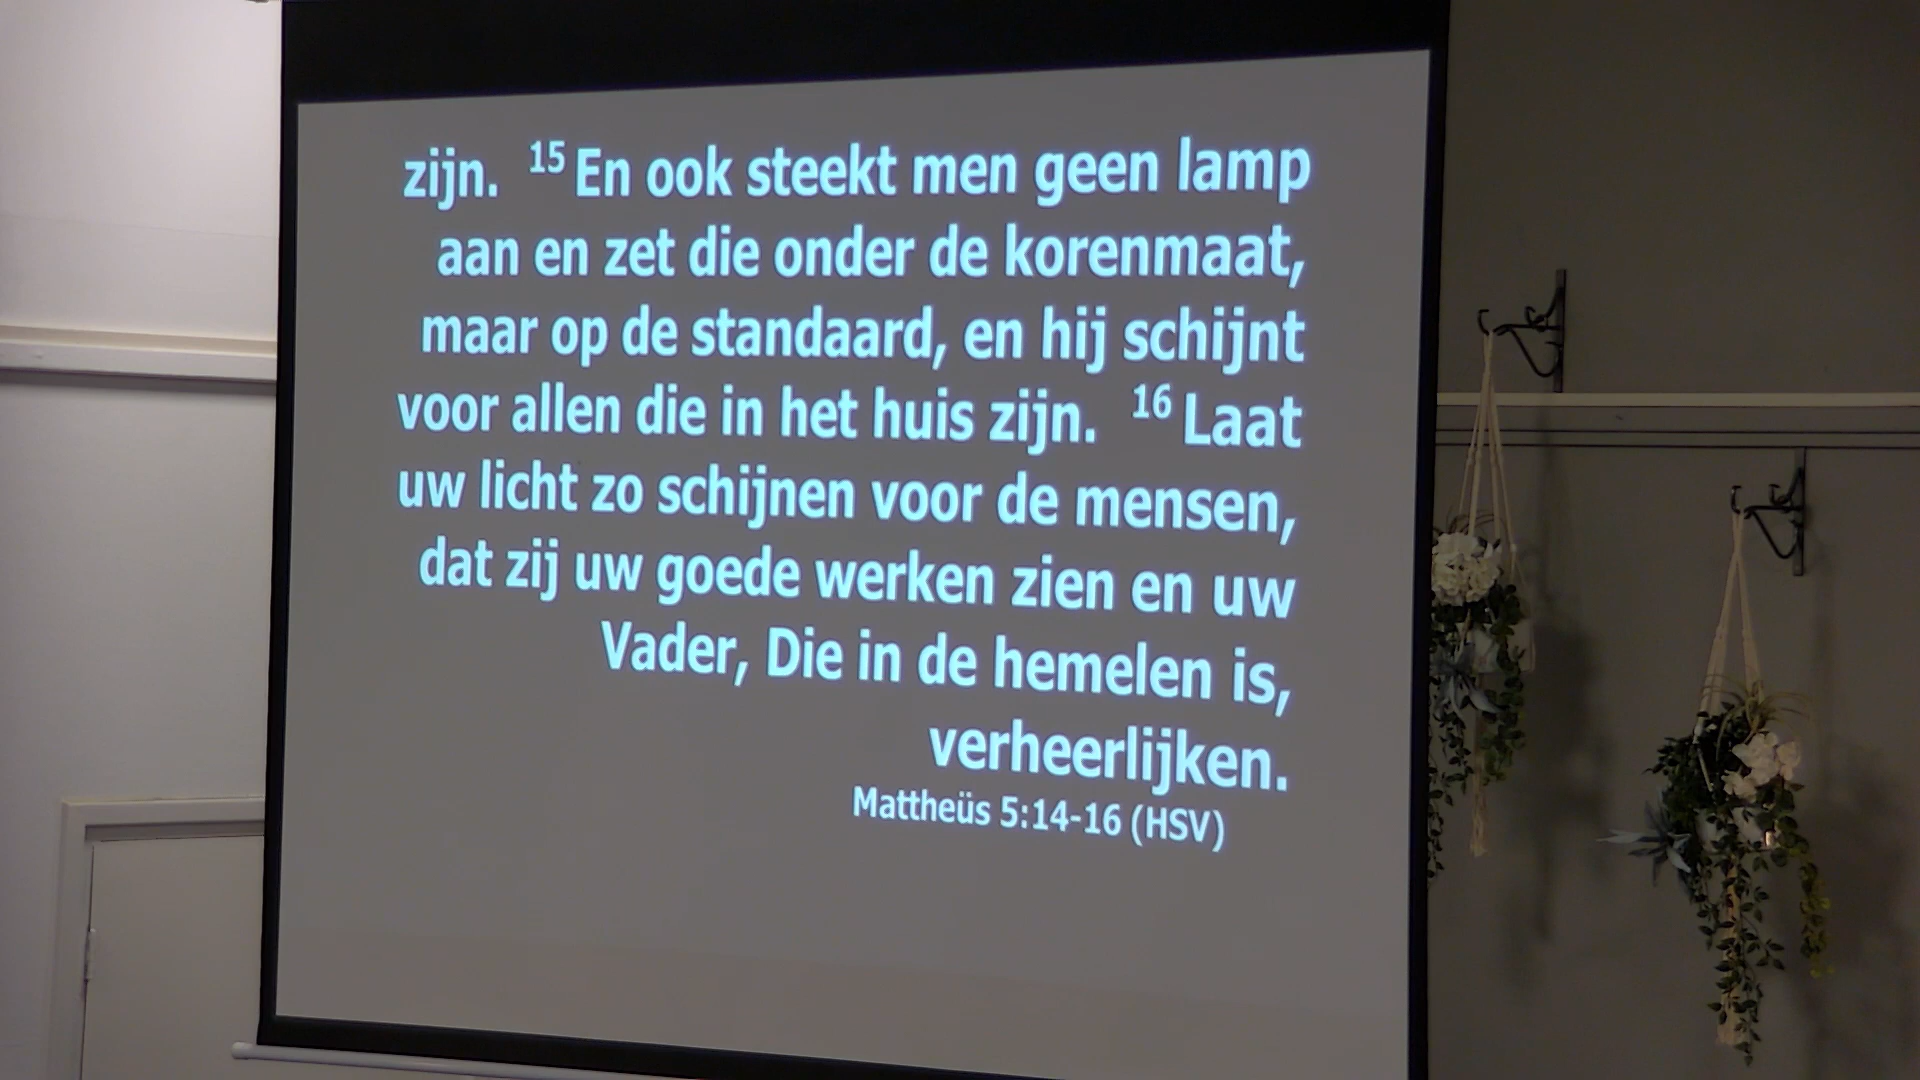 zijn. 15 En ook steekt men geen lamp
aan en zet die onder de korenmaat,
maar op de standaard, en hij schijnt
voor allen die in het huis zijn. 16 Laat
uw licht zo schijnen voor de mensen,
dat zij uw goede werken zien en uw
Vader, Die in de hemelen is,
verheerlijken.
Mattheüs 5:14-16 (HSV)